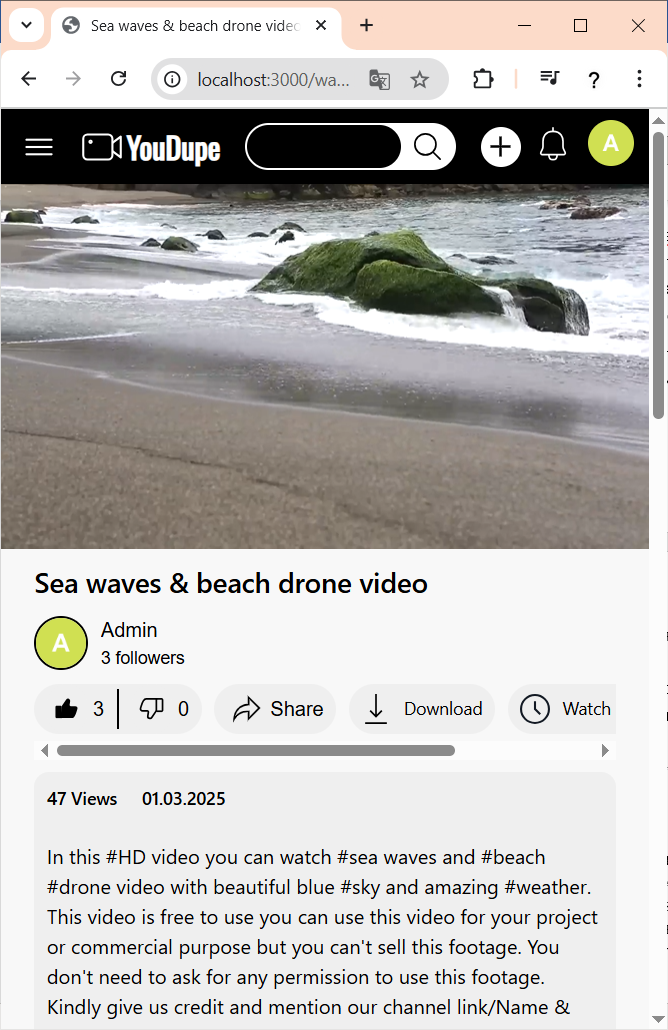 Sea waves & beach drone video
localhost:3000/wa...
?
YouDupe
A
Sea waves & beach drone video
A
Admin
3 followers
3
0
Share
Download
Watch
47 Views 01.03.2025
In this #HD video you can watch #sea waves and #beach
#drone video with beautiful blue #sky and amazing #weather.
This video is free to use you can use this video for your project
or commercial purpose but you can't sell this footage. You
don't need to ask for any permission to use this footage.
Kindly give us credit and mention our channel link/Name &